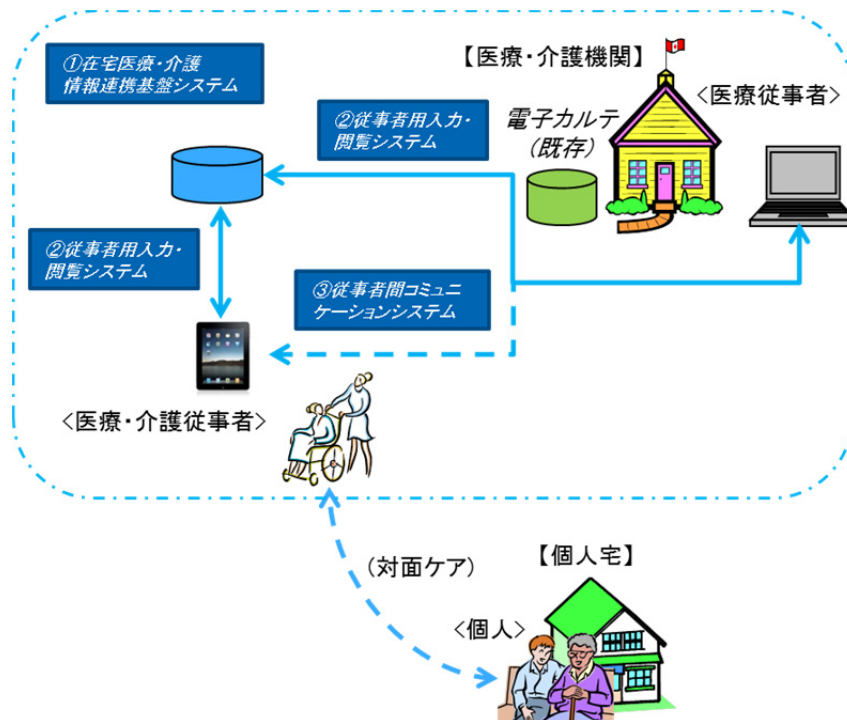 ①在宅医療・介護
情報連携基盤システム
【医療・介護機関】
<医療従事者>
②従事者用入力・
閲覧システム
電子カルテ
(既存)
②従事者用入力・
閲覧システム
③従事者間コミュニ
ケーションシステム
<医療・介護従事者>
(対面ケア)
【個人宅】
<個人>